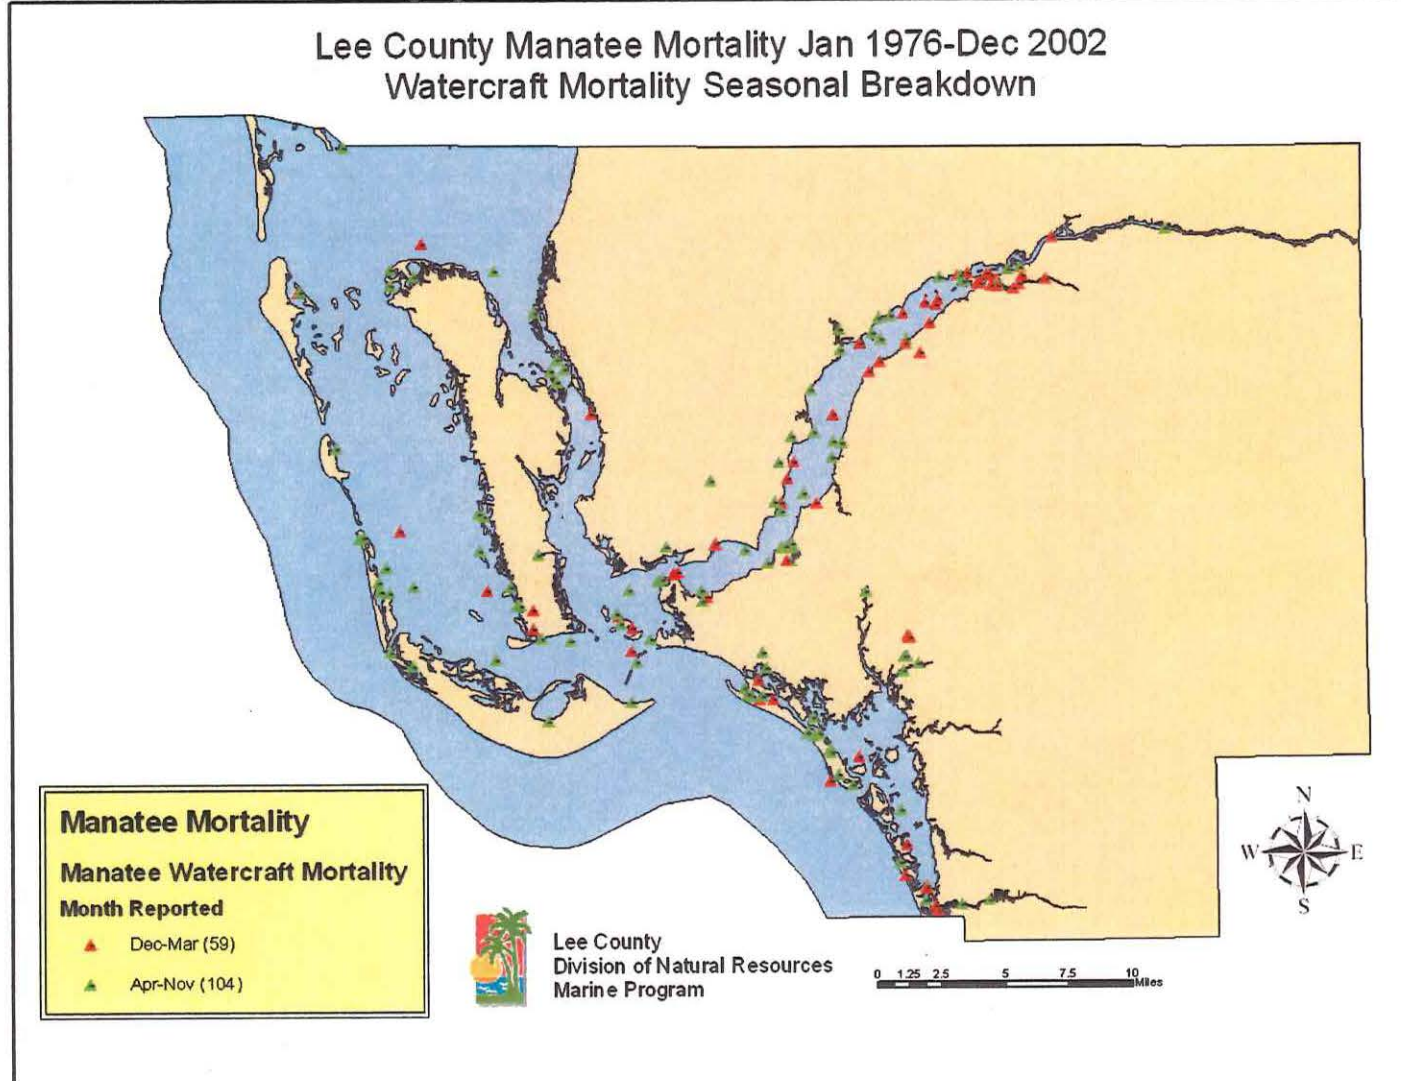 Lee County Manatee Mortality Jan 1976-Dec 2002
Watercraft Mortality Seasonal Breakdown
Manatee Mortality
Manatee Watercraft Mortality
Month Reported
Dec-Mar (59)
Apr-Nov (104)
Lee County
Division of Natural Resources
Marine Program
0 1.25 2.5 5 7.5 10
Miles
N
W E
S